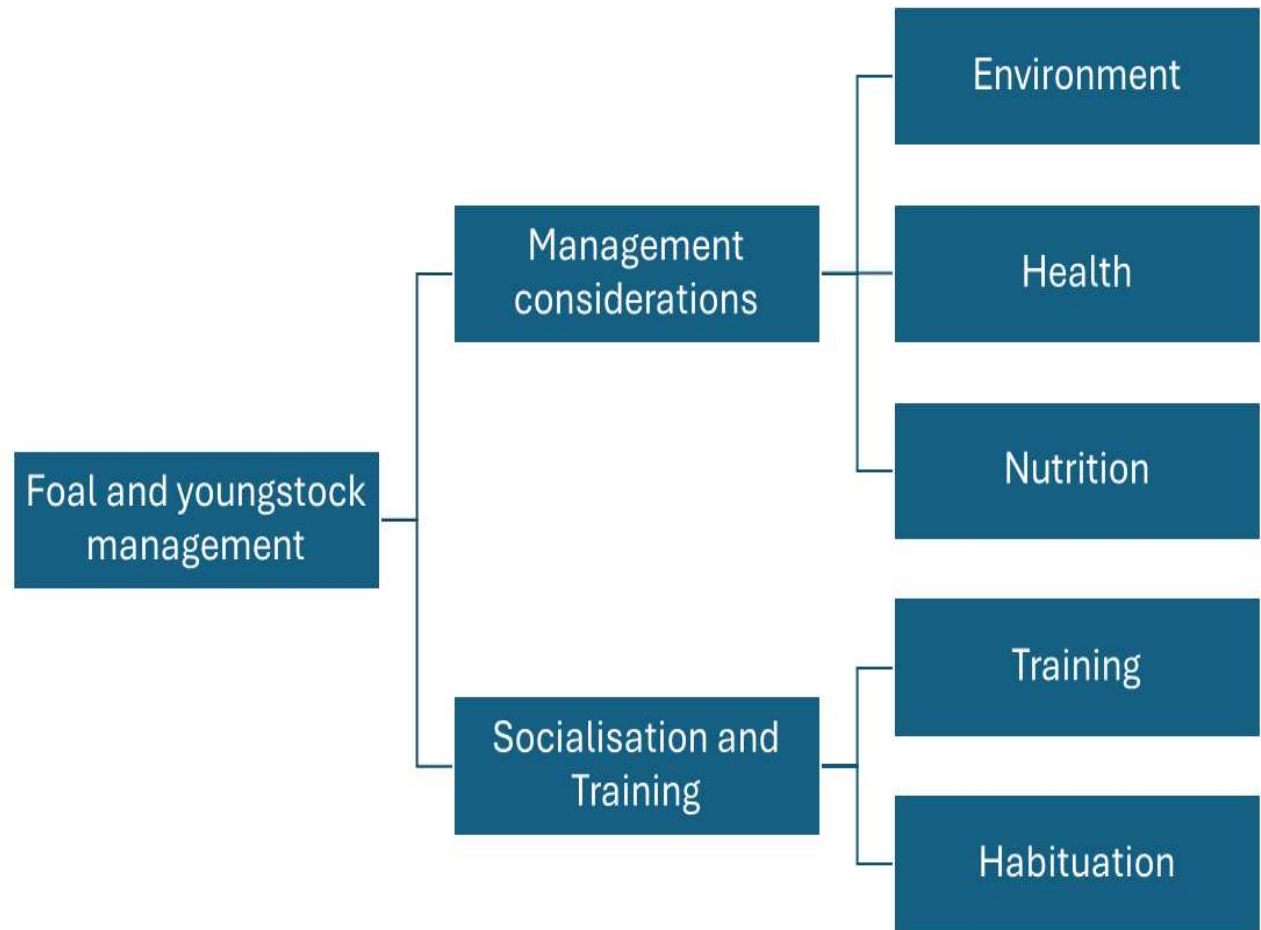 Foal and youngstock
management
Management
considerations
Socialisation and
Training
Environment
Health
Nutrition
Training
Habituation